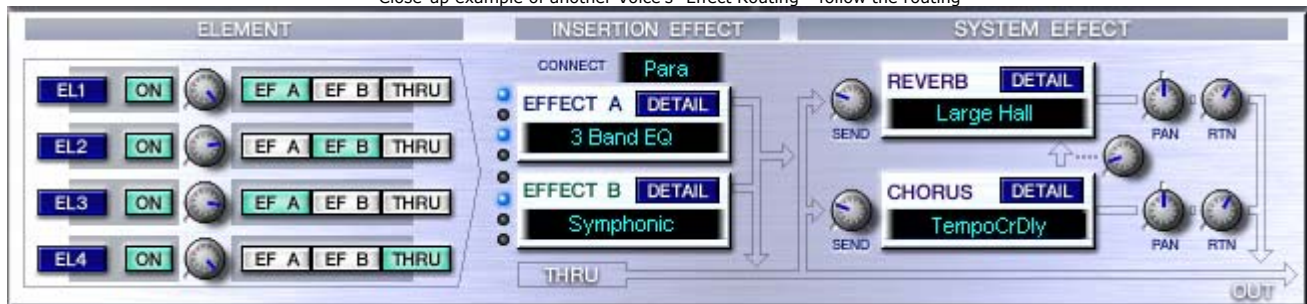 Close-up example of another Voice's "Effect Routing" - follow the routing
ELEMENT
EL1 ON EF A EF B THRU
EL2 ON EF A EF B THRU
EL3 ON EF A EF B THRU
EL4 ON EF A EF B THRU
INSERTION EFFECT
CONNECT Para
EFFECT A DETAIL
3 Band EQ
EFFECT B DETAIL
Symphonic
THRU
SYSTEM EFFECT
SEND
REVERB DETAIL
Large Hall
PAN RTN
SEND
CHORUS DETAIL
TempoCrDly
PAN RTN
OUT